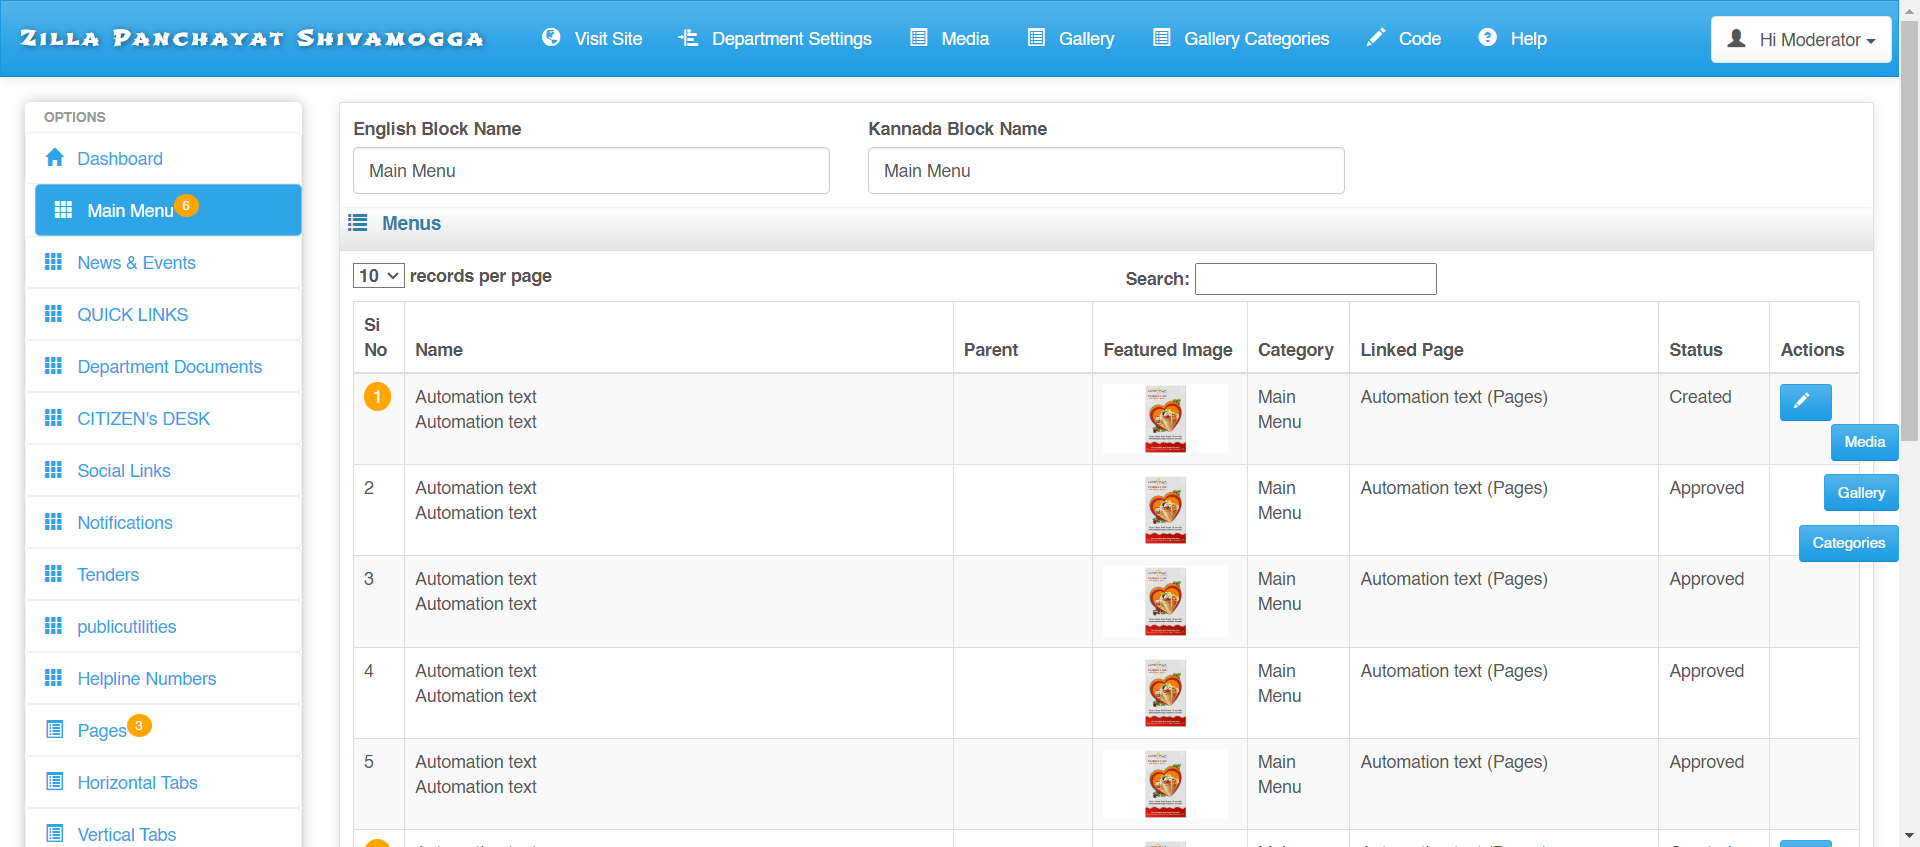 Zilla Panchayat Shivamogga
Visit Site
Department Settings
Media
Gallery
Gallery Categories
Code
Help
Hi Moderator
OPTIONS
Dashboard
Main Menu 6
News & Events
QUICK LINKS
Department Documents
CITIZEN's DESK
Social Links
Notifications
Tenders
publicutilities
Helpline Numbers
Pages 3
Horizontal Tabs
Vertical Tabs
English Block Name
Kannada Block Name
Main Menu
Main Menu
Menus
10 records per page
Search:
Si No
Name
Parent
Featured Image
Category
Linked Page
Status
Actions
1
Automation text
Automation text
Main
Menu
Automation text (Pages)
Created
2
Automation text
Automation text
Main
Menu
Automation text (Pages)
Approved
3
Automation text
Automation text
Main
Menu
Automation text (Pages)
Approved
4
Automation text
Automation text
Main
Menu
Automation text (Pages)
Approved
5
Automation text
Automation text
Main
Menu
Automation text (Pages)
Approved
Media
Gallery
Categories